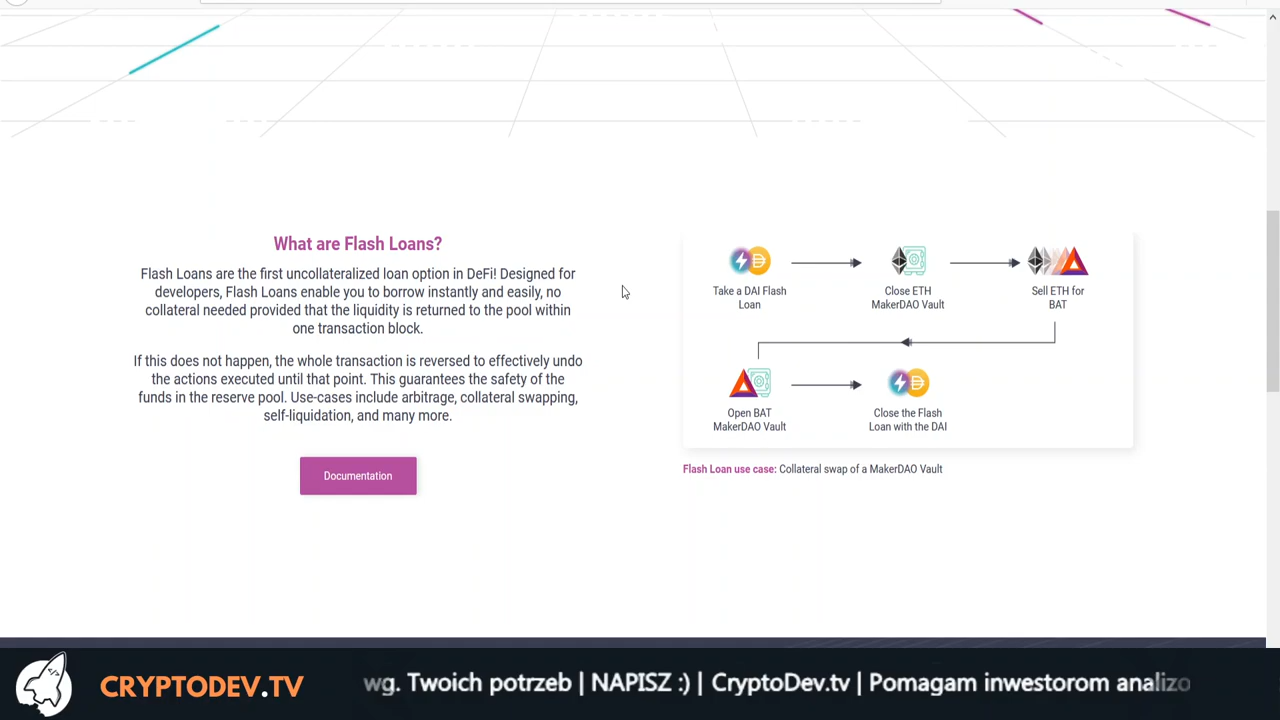 What are Flash Loans?
Flash Loans are the first uncollateralized loan option in DeFi! Designed for
developers, Flash Loans enable you to borrow instantly and easily, no
collateral needed provided that the liquidity is returned to the pool within
one transaction block.
If this does not happen, the whole transaction is reversed to effectively undo
the actions executed until that point. This guarantees the safety of the
funds in the reserve pool. Use-cases include arbitrage, collateral swapping,
self-liquidation, and many more.
Documentation
Take a DAI Flash
Loan
Close ETH
MakerDAO Vault
Sell ETH for
BAT
Open BAT
MakerDAO Vault
Close the Flash
Loan with the DAI
Flash Loan use case: Collateral swap of a MakerDAO Vault
CRYPTODEV.TV
wg. Twoich potrzeb | NAPISZ :) | CryptoDev.tv | Pomagam inwestorom analizo